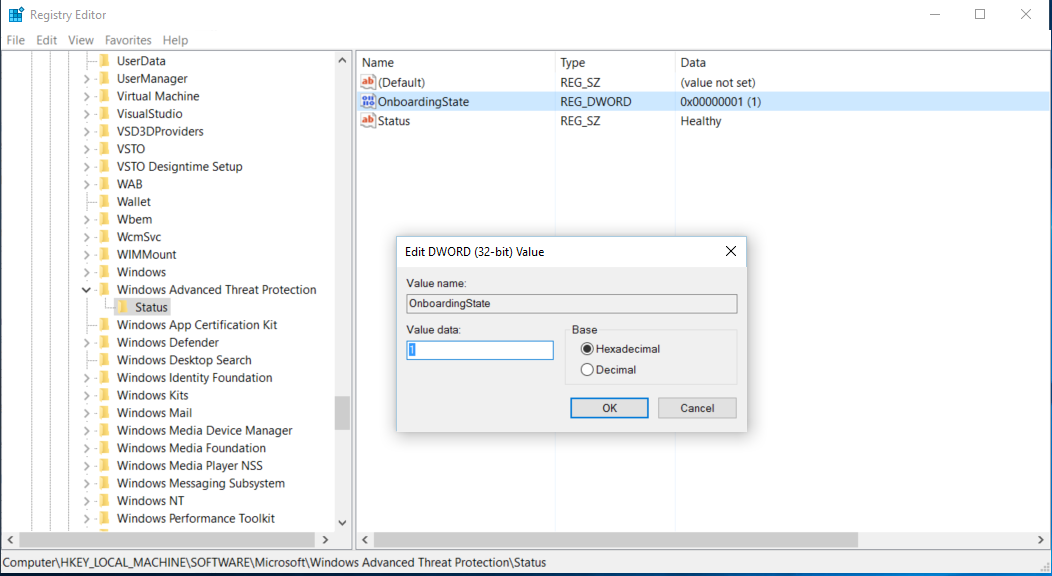 Registry Editor
File Edit View Favorites Help
UserData
UserManager
Virtual Machine
VisualStudio
VSD3DProviders
VSTO
VSTO Designtime Setup
WAB
Wallet
Wbem
WcmSvc
WIMMount
Windows
Windows Advanced Threat Protection
Status
Windows App Certification Kit
Windows Defender
Windows Desktop Search
Windows Identity Foundation
Windows Kits
Windows Mail
Windows Media Device Manager
Windows Media Foundation
Windows Media Player NSS
Windows Messaging Subsystem
Windows NT
Windows Performance Toolkit
Name Type Data
(Default) REG_SZ (value not set)
OnboardingState REG_DWORD 0x00000001 (1)
Status REG_SZ Healthy
Edit DWORD (32-bit) Value
Value name:
OnboardingState
Value data:
1
Base
Hexadecimal
Decimal
OK Cancel
Computer\HKEY_LOCAL_MACHINE\SOFTWARE\Microsoft\Windows Advanced Threat Protection\Status